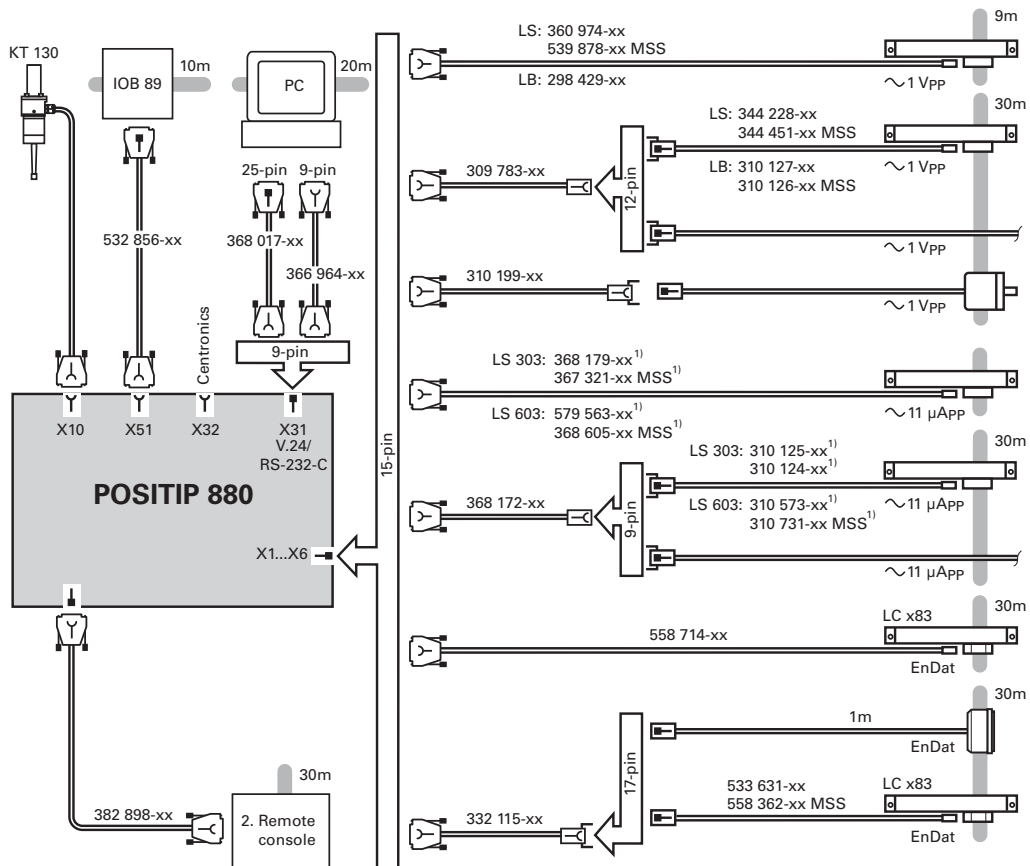 KT 130
IOB 89
10m
PC
20m
25-pin
9-pin
532 856-xx
368 017-xx
366 964-xx
Centronics
9-pin
X10
X51
X32
X31
V.24/
RS-232-C
POSITIP 880
X1...X6
382 898-xx
30m
2. Remote
console
15-pin
LS: 360 974-xx
539 878-xx MSS
LB: 298 429-xx
9m
~ 1 VPP
309 783-xx
12-pin
LS: 344 228-xx
344 451-xx MSS
LB: 310 127-xx
310 126-xx MSS
30m
~ 1 VPP
~ 1 VPP
310 199-xx
~ 1 VPP
LS 303: 368 179-xx1)
367 321-xx MSS1)
LS 603: 579 563-xx1)
368 605-xx MSS1)
~ 11 µAPP
368 172-xx
9-pin
LS 303: 310 125-xx1)
310 124-xx1)
LS 603: 310 573-xx1)
310 731-xx MSS1)
30m
~ 11 µAPP
~ 11 µAPP
558 714-xx
LC x83
30m
EnDat
332 115-xx
17-pin
1m
30m
EnDat
533 631-xx
558 362-xx MSS
LC x83
EnDat